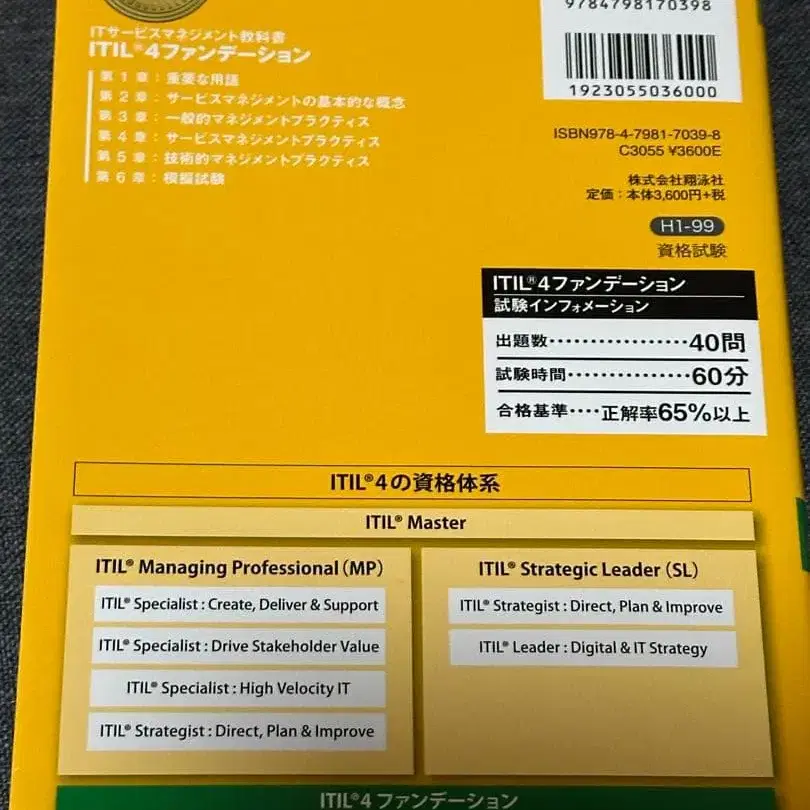 9784798170398
1923055036000
ITサービスマネジメント教科書
ITIL®4ファンデーション
第1章:重要な用語
第2章:サービスマネジメントの基本的な概念
第3章:一般的マネジメントプラクティス
第4章:サービスマネジメントプラクティス
第5章:技術的マネジメントプラクティス
第6章:模擬試験
ISBN978-4-7981-7039-8
C3055 ¥3600E
株式会社翔泳社
定価:本体3,600円+税
H1-99
資格試験
ITIL®4ファンデーション
試験インフォメーション
出題数・・・・・・・・・・・・・・・・・40問
試験時間・・・・・・・・・・・・・・・60分
合格基準・・・・正解率65%以上
ITIL®4の資格体系
ITIL® Master
ITIL® Managing Professional(MP)
ITIL® Specialist : Create, Deliver & Support
ITIL® Specialist : Drive Stakeholder Value
ITIL® Specialist : High Velocity IT
ITIL® Strategist : Direct, Plan & Improve
ITIL® Strategic Leader(SL)
ITIL® Strategist : Direct, Plan & Improve
ITIL® Leader : Digital & IT Strategy
ITIL®4 ファンデーション